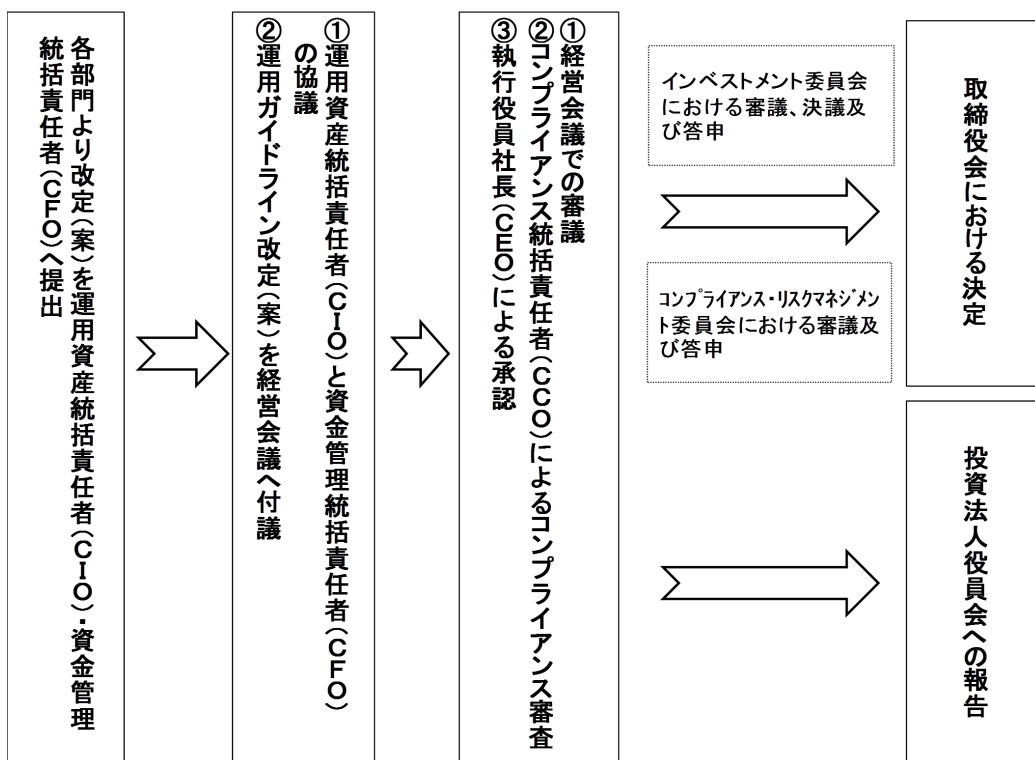 各部門より改定(案)を運用資産統括責任者(CIO)・資金管理
統括責任者(CFO)へ提出
①運用資産統括責任者(CIO)と資金管理統括責任者(CFO)
の協議
②運用ガイドライン改定(案)を経営会議へ付議
①経営会議での審議
②コンプライアンス統括責任者(CCO)によるコンプライアンス審査
③執行役員社長(CEO)による承認
インベストメント委員会
における審議、決議及
び答申
コンプライアンス・リスクマネジメン
ト委員会における審議及
び答申
取締役会における決定
投資法人役員会への報告